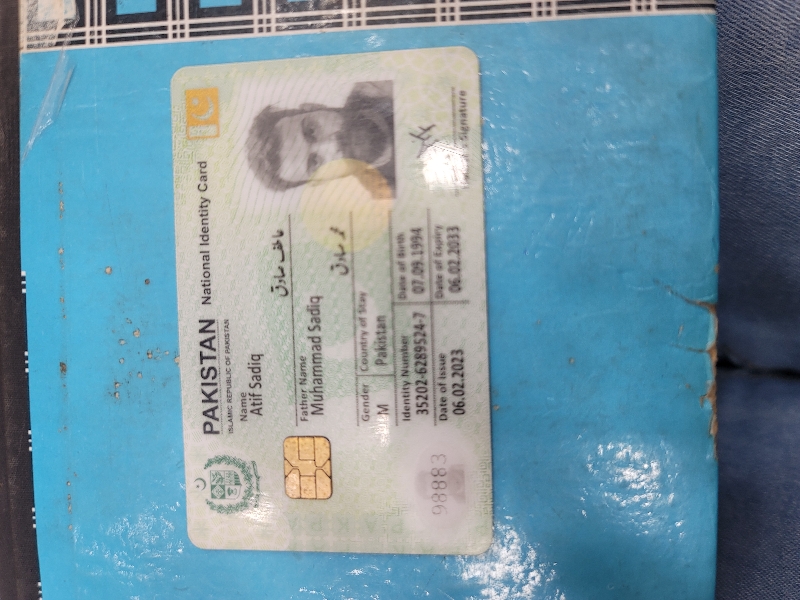 PAKISTAN National Identity Card
ISLAMIC REPUBLIC OF PAKISTAN
Name
Atif Sadiq
عاطف صادق
Father Name
Muhammad Sadiq
محمد صادق
Gender Country of Stay
M Pakistan
Identity Number Date of Birth
35202-6289524-7 07.09.1994
Date of Issue Date of Expiry
06.02.2023 06.02.2033
98883
Holder's Signature